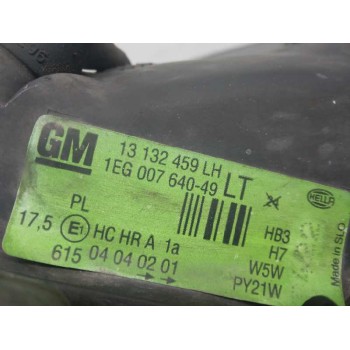 GM
13 132 459 LH
1EG 007 640-49 LT
HELLA
PL
17,5 E1 HC HR A 1a
615 04 04 02 01
HB3
H7
W5W
PY21W
Made in SLO